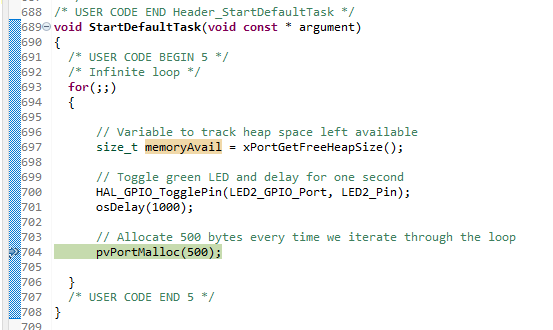 688 /* USER CODE END Header_StartDefaultTask */
689 void StartDefaultTask(void const * argument)
690 {
691   /* USER CODE BEGIN 5 */
692   /* Infinite loop */
693   for(;;)
694   {
695
696       // Variable to track heap space left available
697       size_t memoryAvail = xPortGetFreeHeapSize();
698
699       // Toggle green LED and delay for one second
700       HAL_GPIO_TogglePin(LED2_GPIO_Port, LED2_Pin);
701       osDelay(1000);
702
703       // Allocate 500 bytes every time we iterate through the loop
704       pvPortMalloc(500);
705
706   }
707   /* USER CODE END 5 */
708 }
709